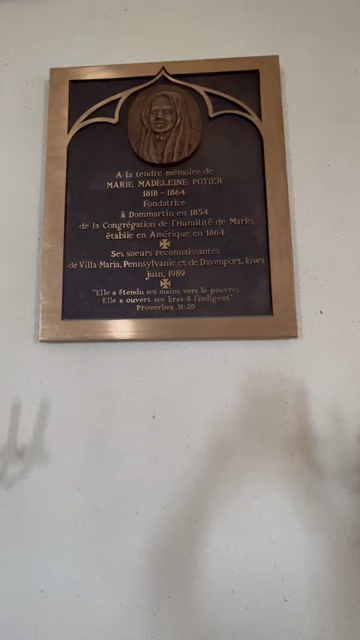 A la tendre mémoire de
MARIE MADELEINE POTIER
1818 - 1864
Fondatrice
à Dommartin en 1854
de la Congrégation de l'Humilité de Marie,
établie en Amérique en 1864
Ses soeurs reconnaissantes
de Villa Maria, Pennsylvanie et de Davenport, Iowa
juin, 1989
"Elle a étendu ses mains vers le pauvre;
Elle a ouvert ses bras à l'indigent"
Proverbes 31:20